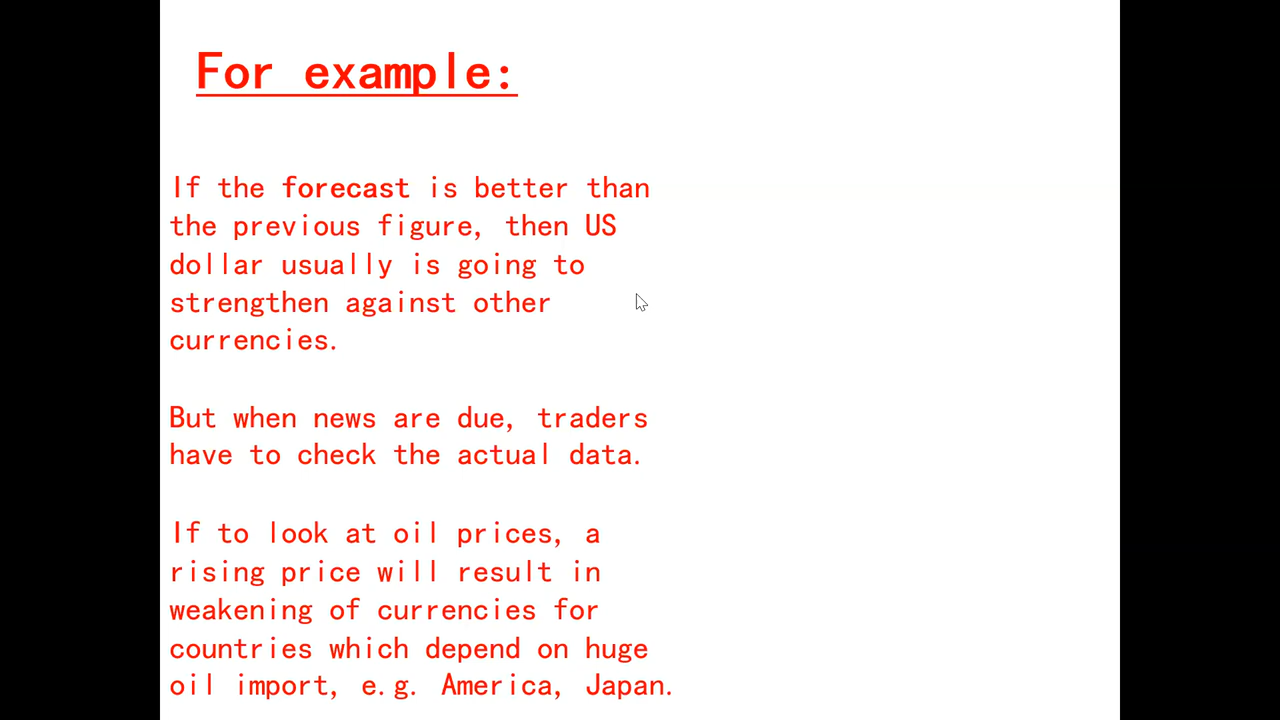 For example:
If the forecast is better than
the previous figure, then US
dollar usually is going to
strengthen against other
currencies.
But when news are due, traders
have to check the actual data.
If to look at oil prices, a
rising price will result in
weakening of currencies for
countries which depend on huge
oil import, e.g. America, Japan.